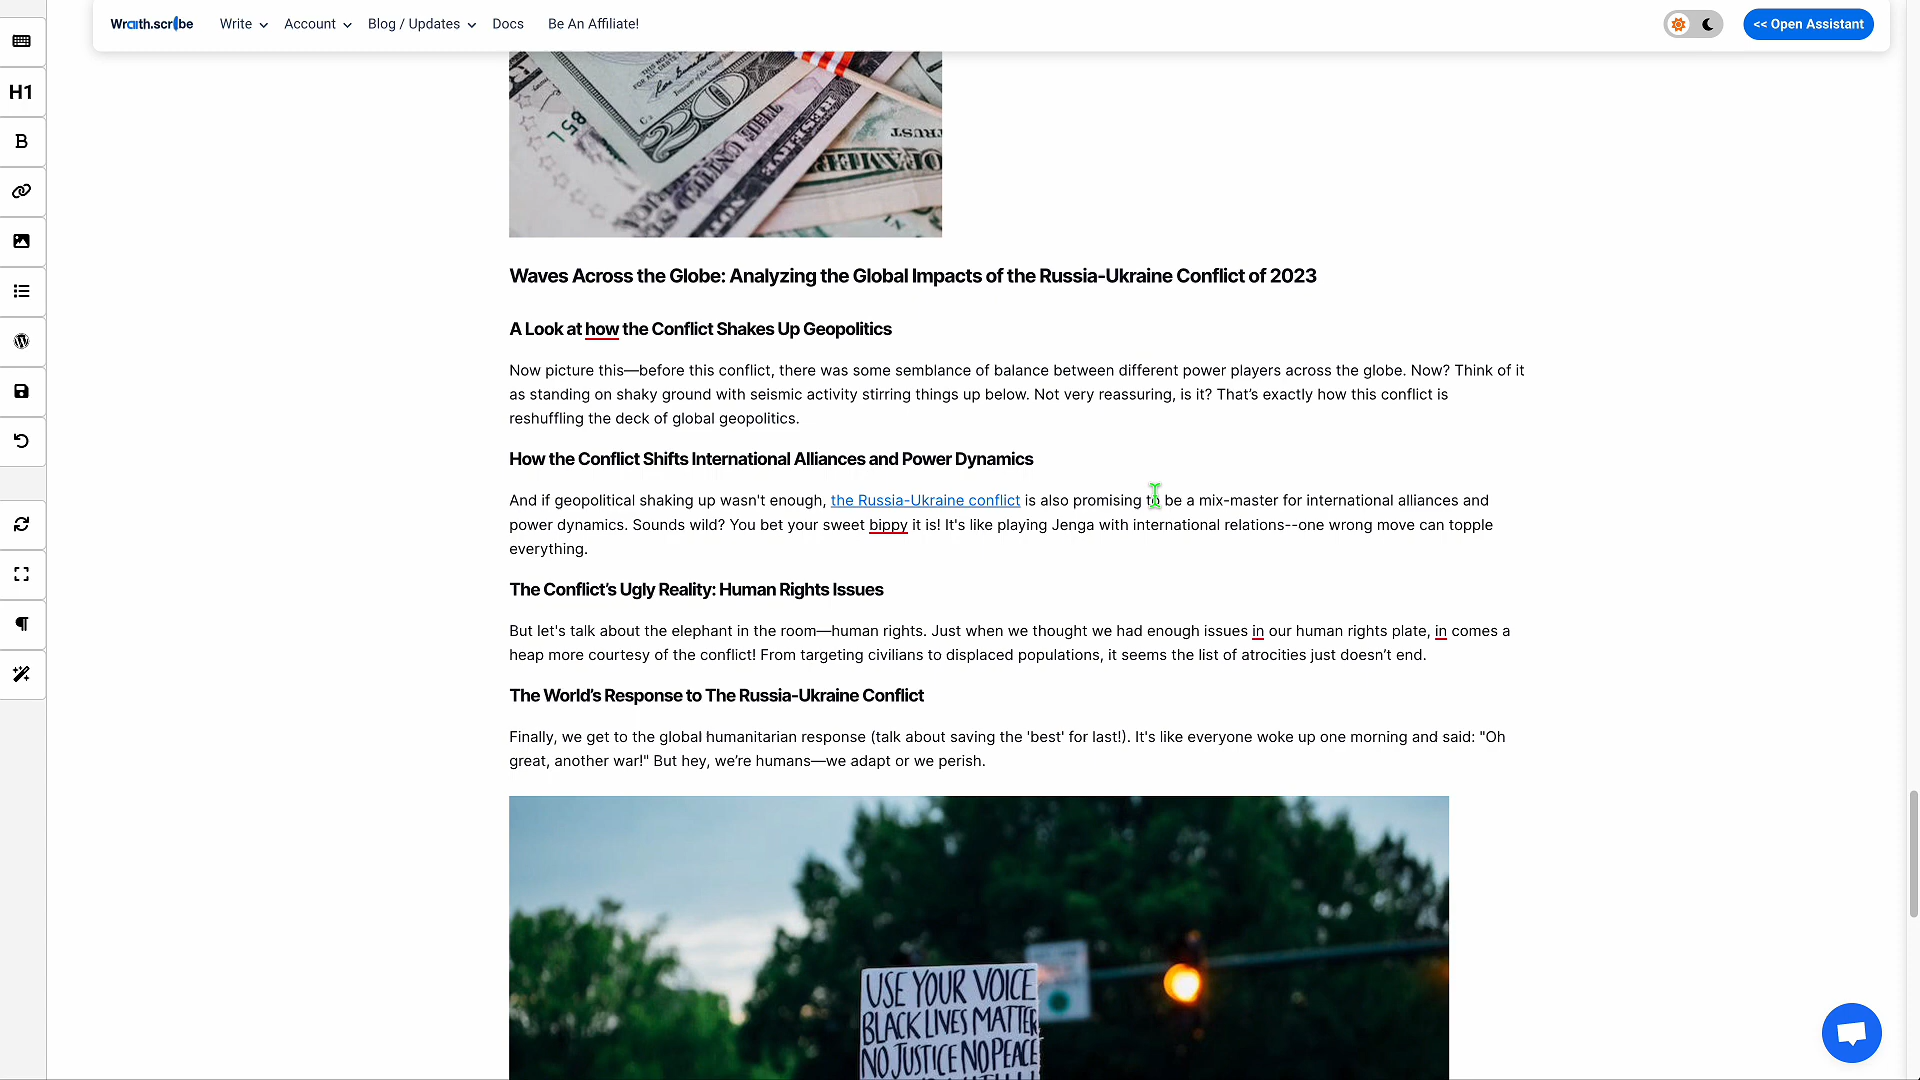 Wraith.scribe
Write
Account
Blog / Updates
Docs
Be An Affiliate!
<< Open Assistant
H1
B
20
TRUST
Waves Across the Globe: Analyzing the Global Impacts of the Russia-Ukraine Conflict of 2023
A Look at how the Conflict Shakes Up Geopolitics
Now picture this—before this conflict, there was some semblance of balance between different power players across the globe. Now? Think of it
as standing on shaky ground with seismic activity stirring things up below. Not very reassuring, is it? That’s exactly how this conflict is
reshuffling the deck of global geopolitics.
How the Conflict Shifts International Alliances and Power Dynamics
And if geopolitical shaking up wasn't enough, the Russia-Ukraine conflict is also promising to be a mix-master for international alliances and
power dynamics. Sounds wild? You bet your sweet bippy it is! It's like playing Jenga with international relations--one wrong move can topple
everything.
The Conflict’s Ugly Reality: Human Rights Issues
But let's talk about the elephant in the room—human rights. Just when we thought we had enough issues in our human rights plate, in comes a
heap more courtesy of the conflict! From targeting civilians to displaced populations, it seems the list of atrocities just doesn’t end.
The World’s Response to The Russia-Ukraine Conflict
Finally, we get to the global humanitarian response (talk about saving the 'best' for last!). It's like everyone woke up one morning and said: "Oh
great, another war!" But hey, we’re humans—we adapt or we perish.
USE YOUR VOICE
BLACK LIVES MATTER
NO JUSTICE NO PEACE